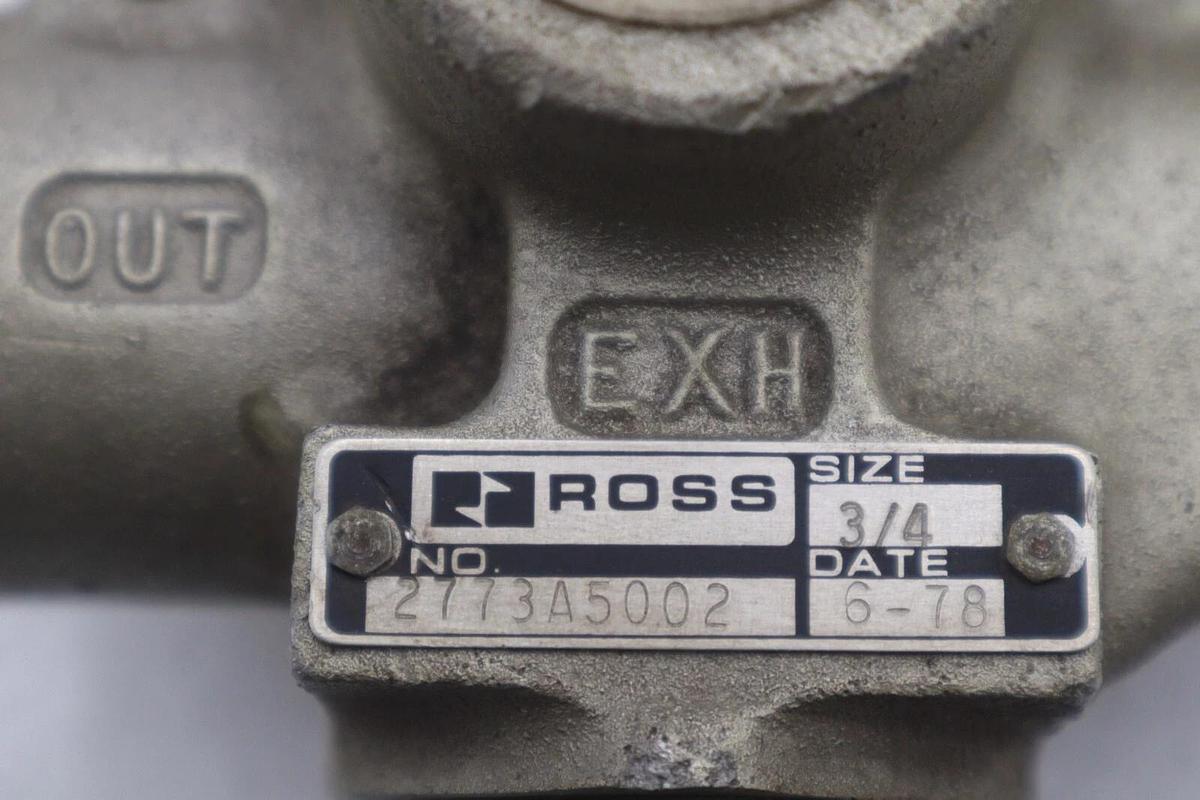 OUT
EXH
ROSS
SIZE
3/4
NO.
DATE
2773A5002
6-78